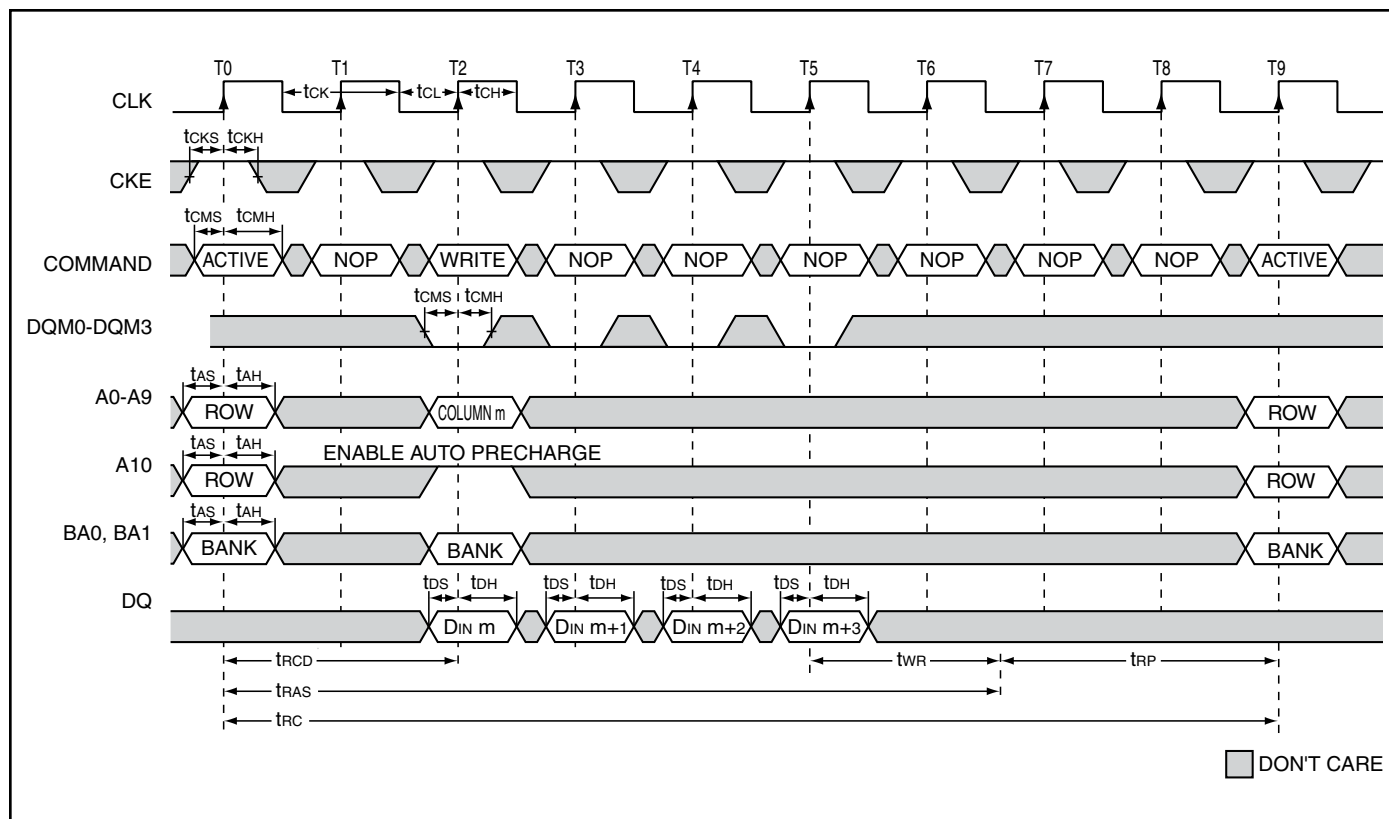 T0 T1 T2 T3 T4 T5 T6 T7 T8 T9
CLK tCK tCL tCH
tCKS tCKH
CKE
tCMS tCMH
COMMAND ACTIVE NOP WRITE NOP NOP NOP NOP NOP NOP ACTIVE
tCMS tCMH
DQM0-DQM3
tAS tAH
A0-A9 ROW COLUMN m ROW
tAS tAH ENABLE AUTO PRECHARGE
A10 ROW ROW
tAS tAH
BA0, BA1 BANK BANK BANK
tDS tDH tDS tDH tDS tDH tDS tDH
DQ DIN m DIN m+1 DIN m+2 DIN m+3
tRCD tWR tRP
tRAS
tRC
DON'T CARE